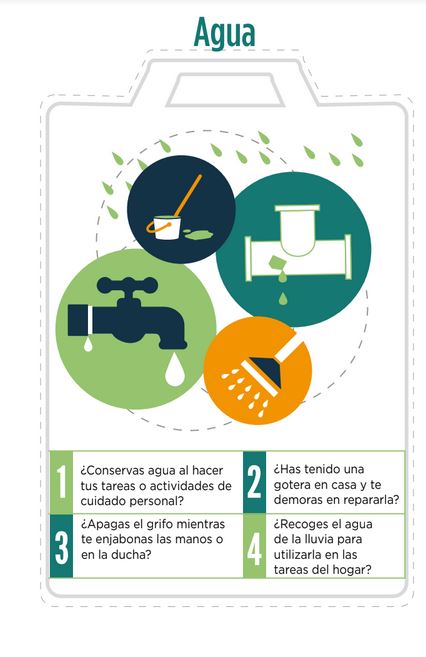 Agua
1
¿Conservas agua al hacer
tus tareas o actividades de
cuidado personal?
2
¿Has tenido una
gotera en casa y te
demoras en repararla?
3
¿Apagas el grifo mientras
te enjabonas las manos o
en la ducha?
4
¿Recoges el agua
de la lluvia para
utilizarla en las
tareas del hogar?